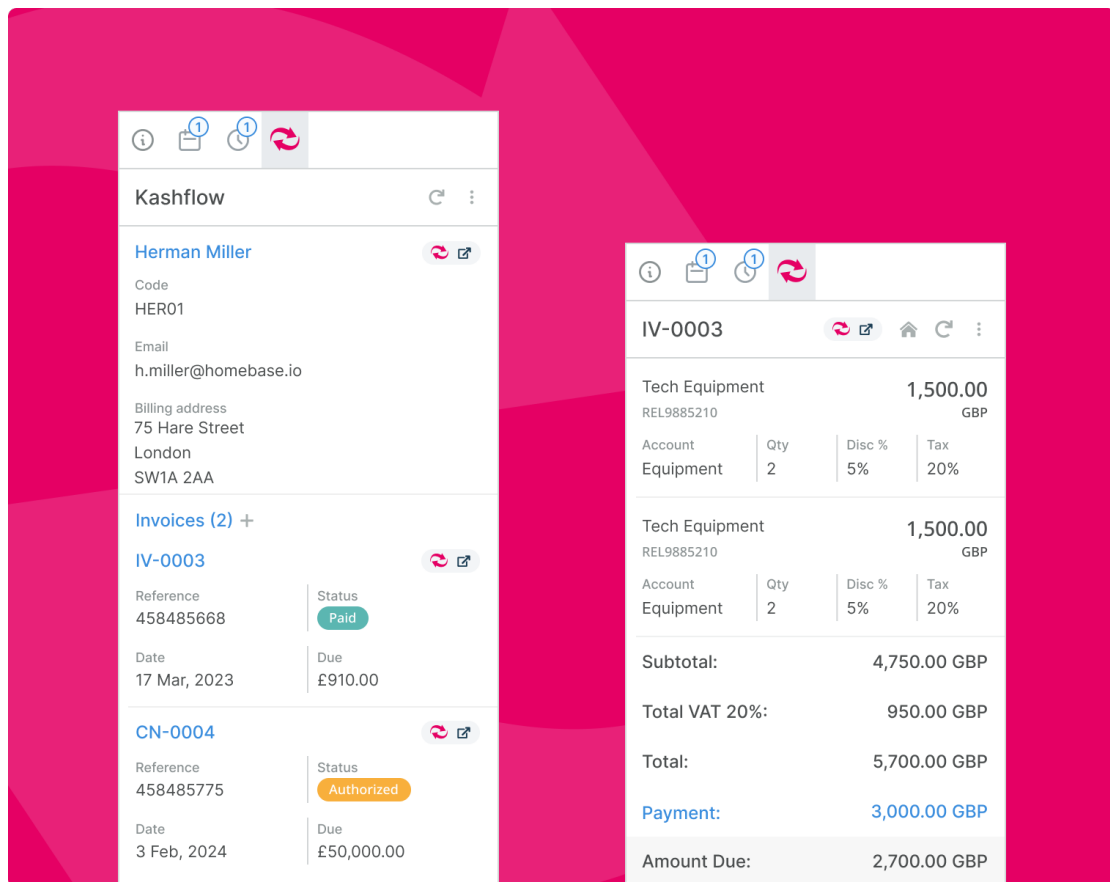 1 1
Kashflow
Herman Miller
Code
HER01
Email
h.miller@homebase.io
Billing address
75 Hare Street
London
SW1A 2AA
Invoices (2)
IV-0003
Reference Status
458485668 Paid
Date Due
17 Mar, 2023 £910.00
CN-0004
Reference Status
458485775 Authorized
Date Due
3 Feb, 2024 £50,000.00
1 1
IV-0003
Tech Equipment 1,500.00
REL9885210 GBP
Account Qty Disc % Tax
Equipment 2 5% 20%
Tech Equipment 1,500.00
REL9885210 GBP
Account Qty Disc % Tax
Equipment 2 5% 20%
Subtotal: 4,750.00 GBP
Total VAT 20%: 950.00 GBP
Total: 5,700.00 GBP
Payment: 3,000.00 GBP
Amount Due: 2,700.00 GBP